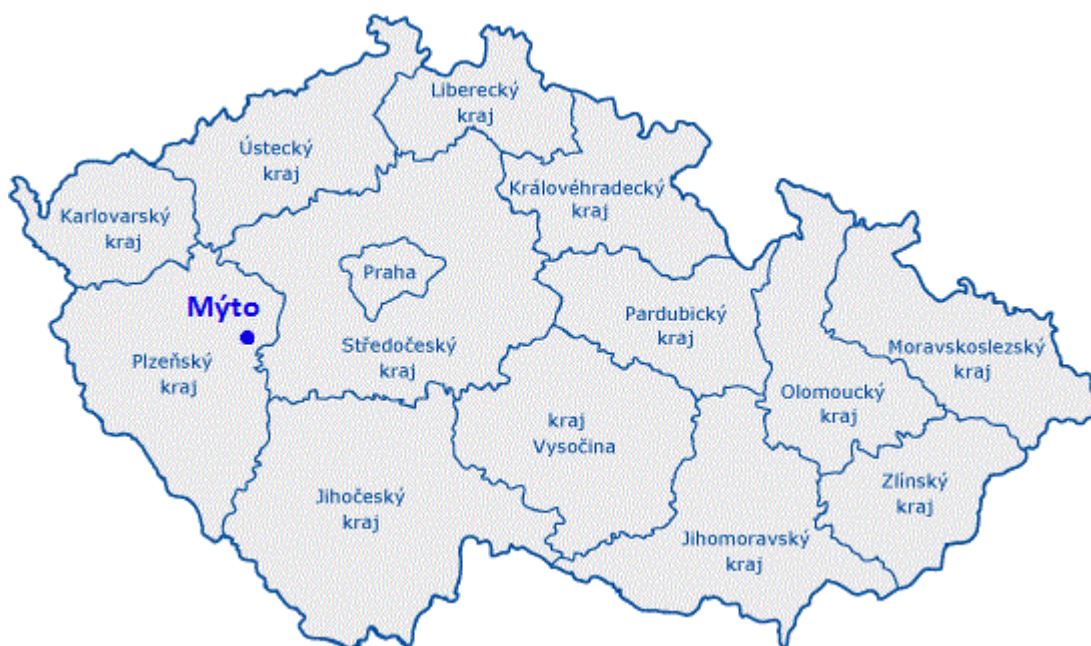 Liberecký
kraj
Ústecký
kraj
Královéhradecký
kraj
Karlovarský
kraj
Praha
Mýto
Pardubický
kraj
Středočeský
kraj
Moravskoslezský
kraj
Plzeňský
kraj
Olomoucký
kraj
kraj
Vysočina
Zlínský
kraj
Jihočeský
kraj
Jihomoravský
kraj